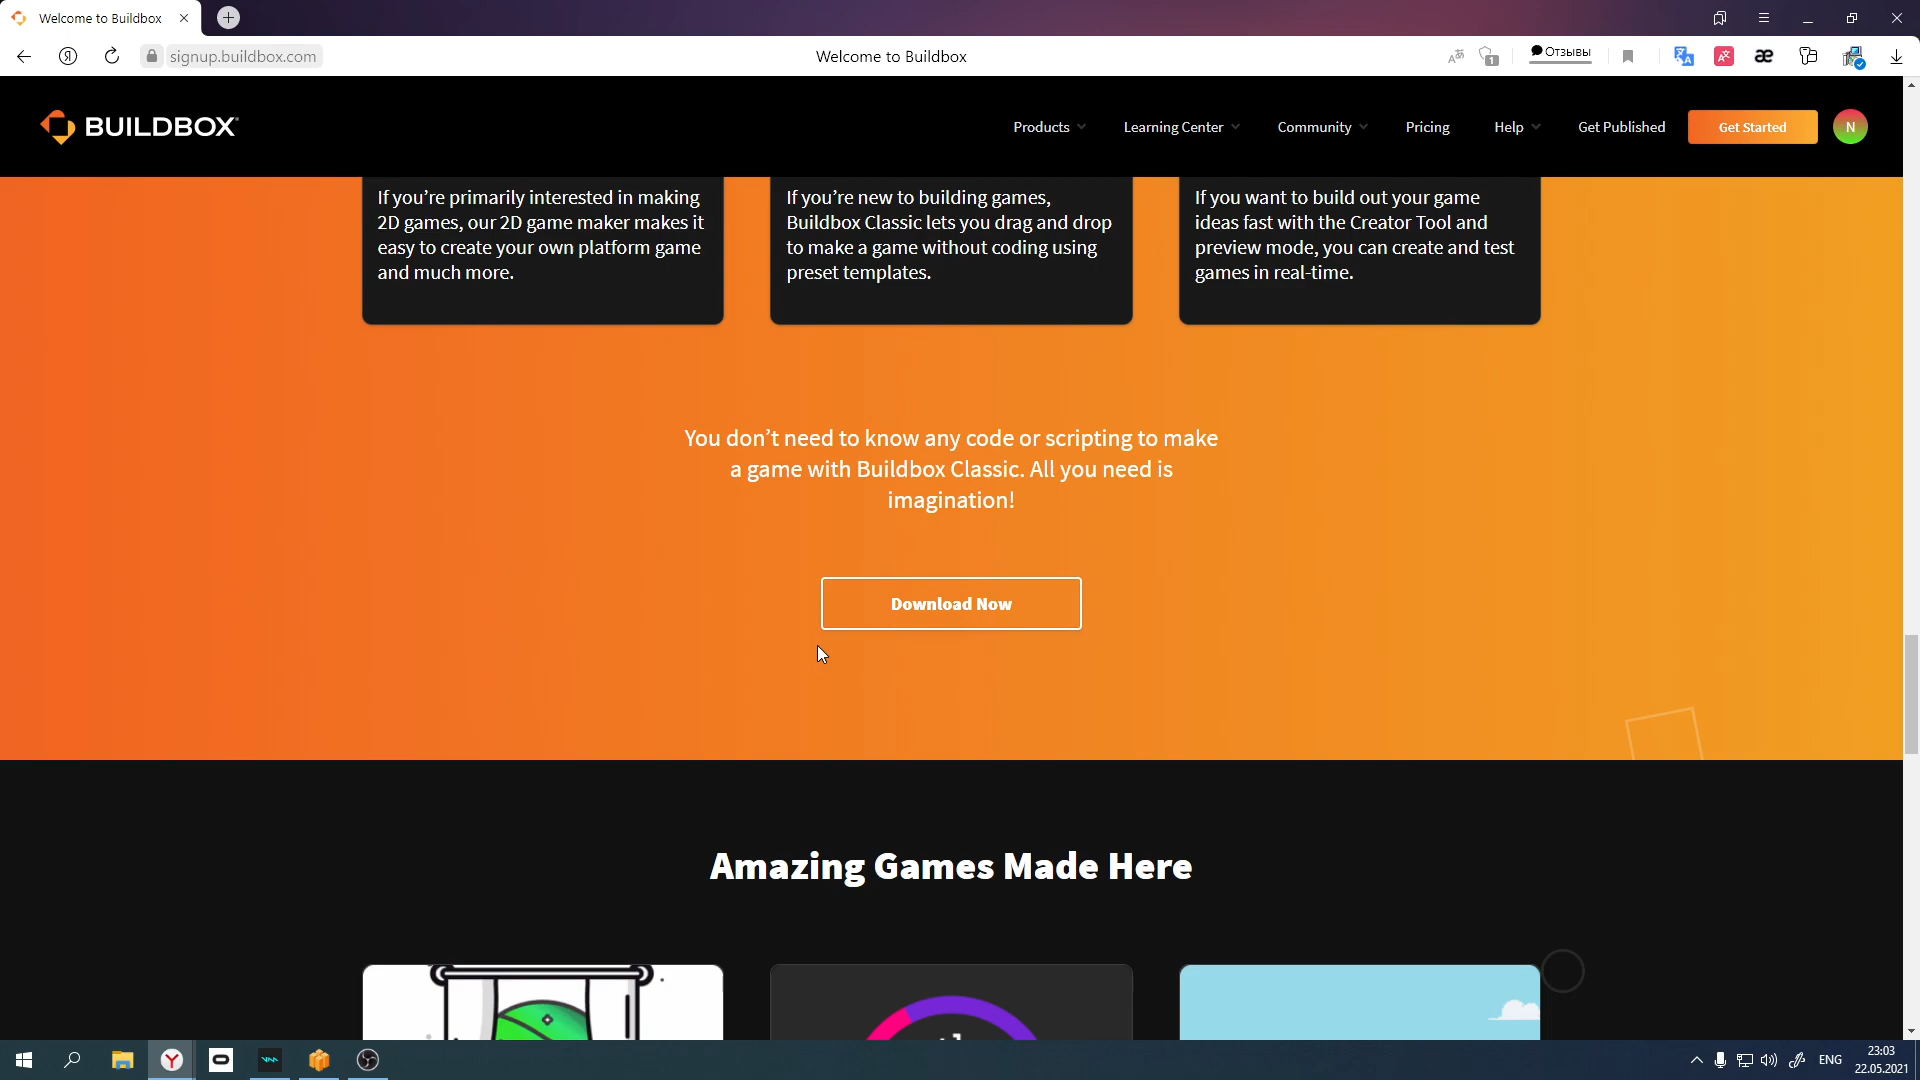 Welcome to Buildbox
Я
signup.buildbox.com
Welcome to Buildbox
1
Отзывы
æ
BUILDBOX
Products
Learning Center
Community
Pricing
Help
Get Published
Get Started
N
If you’re primarily interested in making
2D games, our 2D game maker makes it
easy to create your own platform game
and much more.
If you’re new to building games,
Buildbox Classic lets you drag and drop
to make a game without coding using
preset templates.
If you want to build out your game
ideas fast with the Creator Tool and
preview mode, you can create and test
games in real-time.
You don’t need to know any code or scripting to make
a game with Buildbox Classic. All you need is
imagination!
Download Now
Amazing Games Made Here
Y
ENG
23:03
22.05.2021